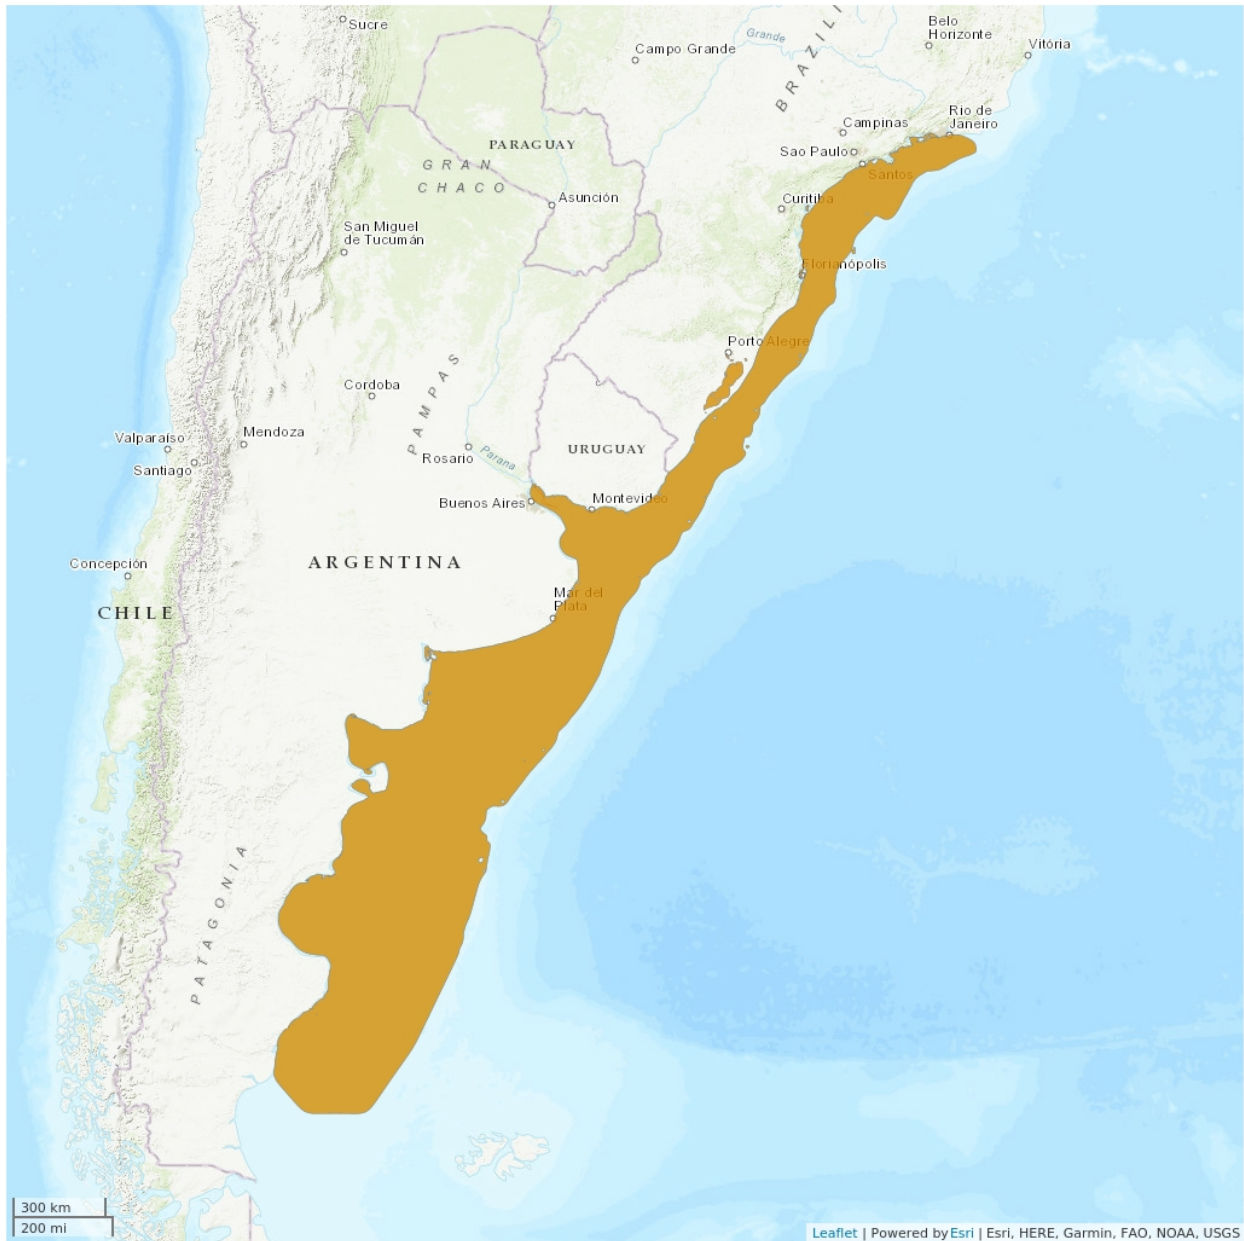 Sucre
Belo
Horizonte
Vitória
Campo Grande
Grande
BRAZIL
Rio de
Janeiro
Campinas
PARAGUAY
Sao Paulo
GRAN
CHACO
Santos
Asunción
Curitiba
San Miguel
de Tucumán
Florianópolis
Porto Alegre
PAMPAS
Cordoba
Mendoza
Valparaíso
Santiago
Rosario
Parana
URUGUAY
Buenos Aires
Montevideo
Concepción
ARGENTINA
CHILE
Mar del
Plata
PATAGONIA
300 km
200 mi
Leaflet | Powered by Esri | Esri, HERE, Garmin, FAO, NOAA, USGS